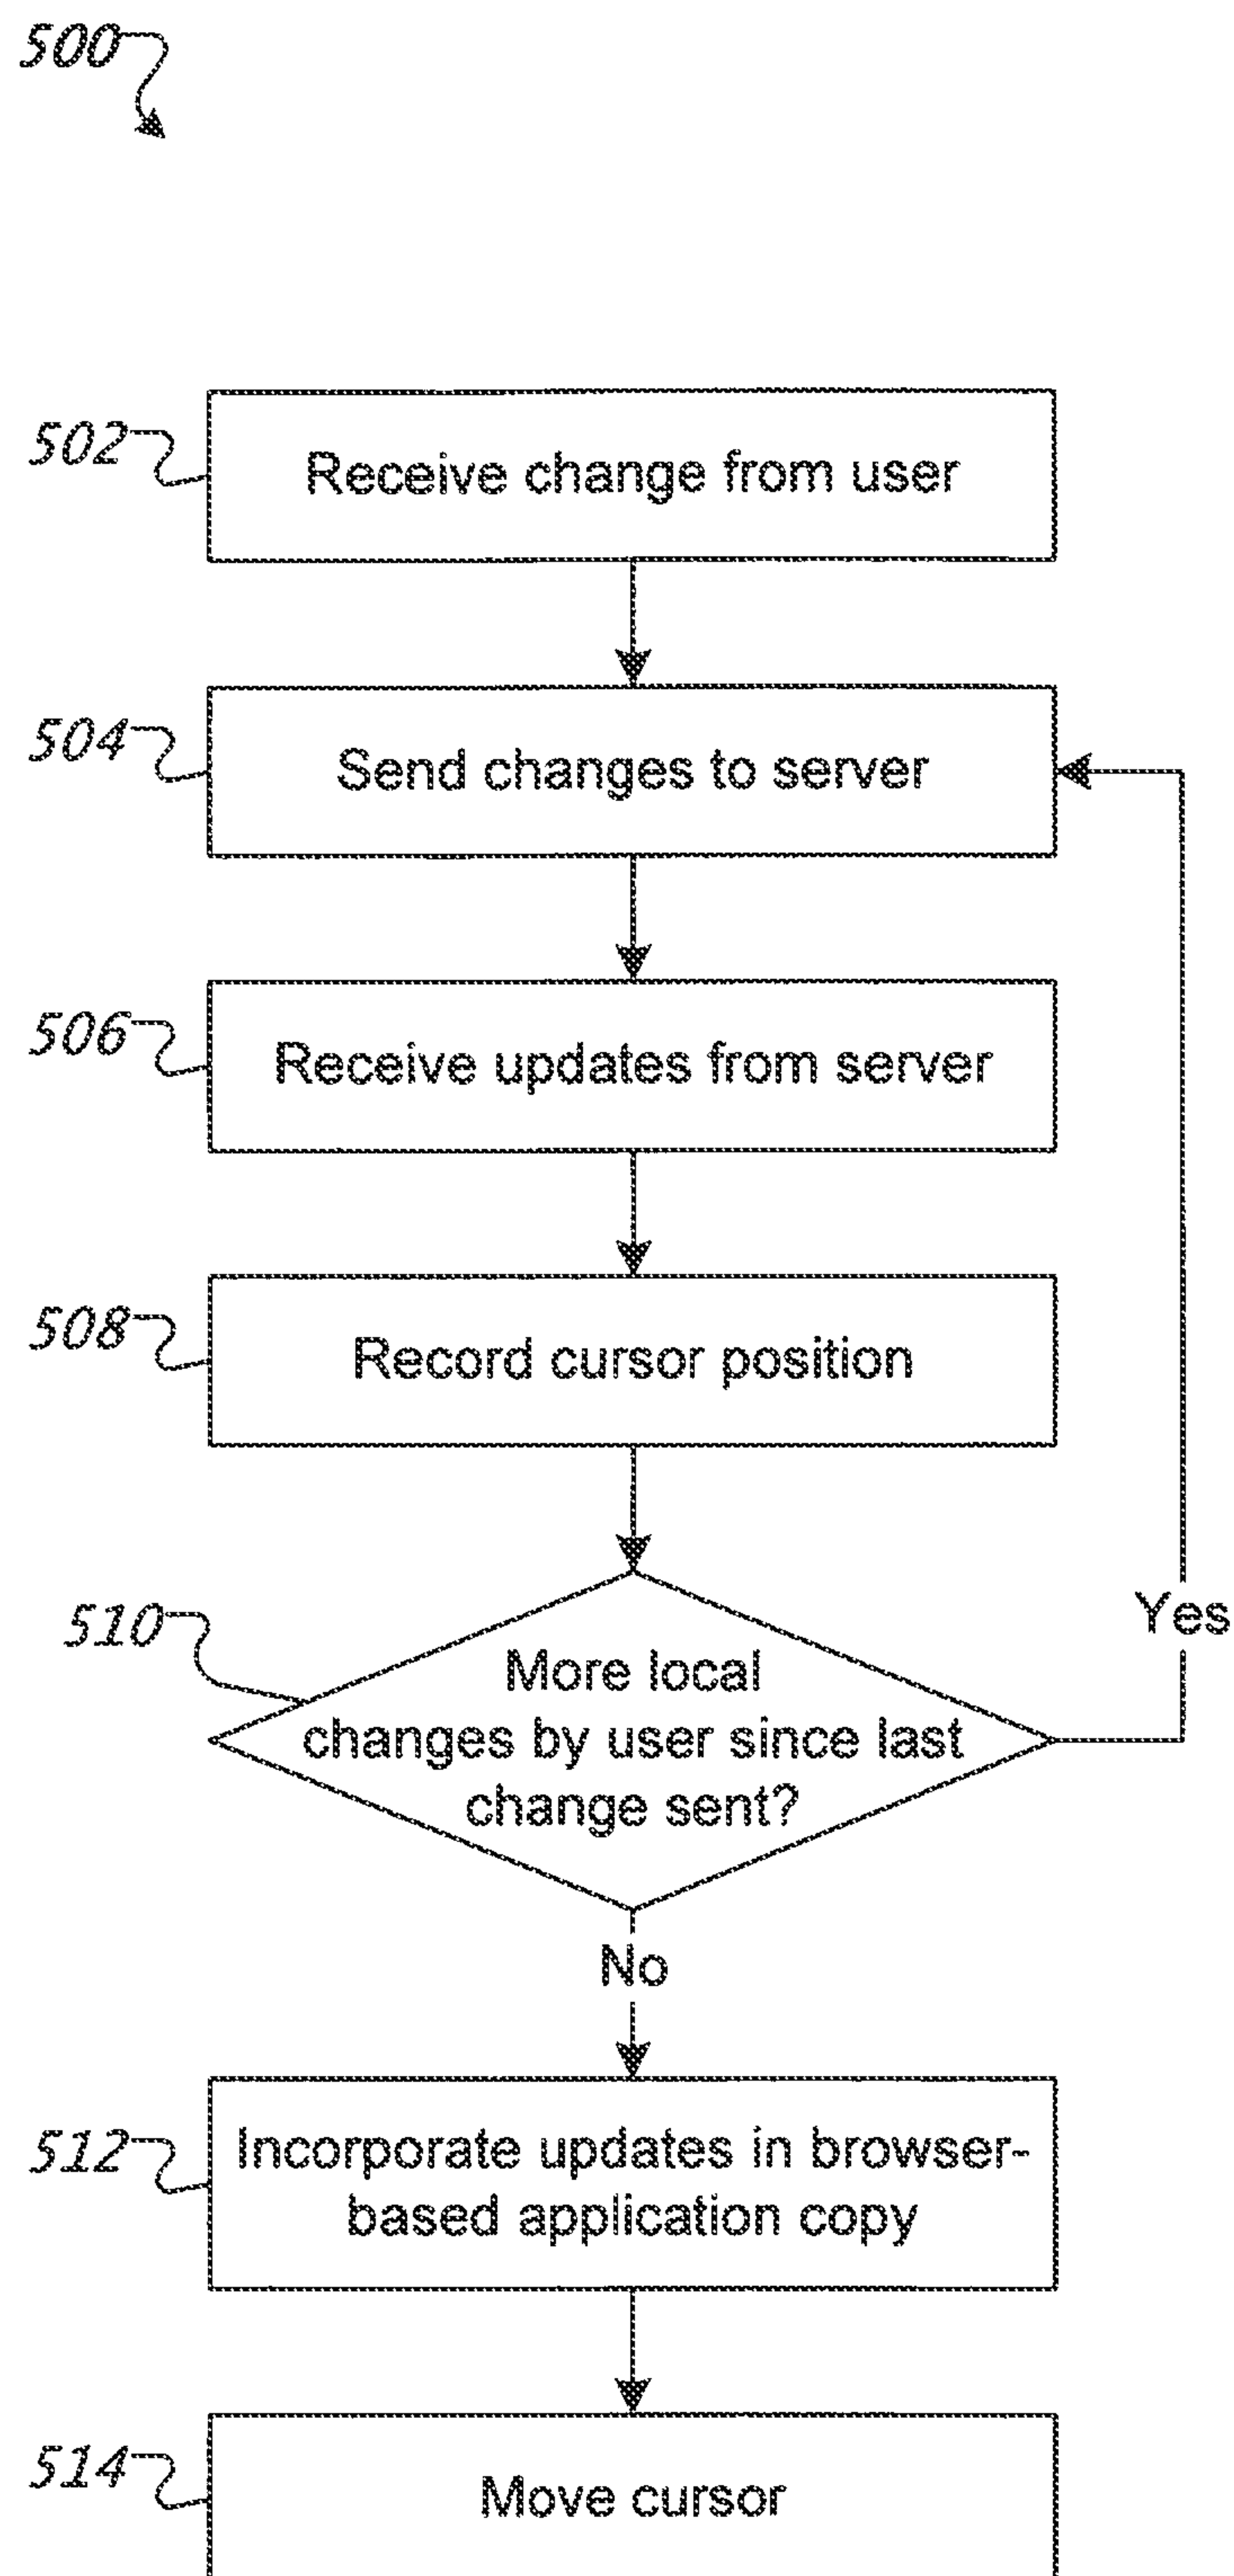 500
502
Receive change from user
504
Send changes to server
506
Receive updates from server
508
Record cursor position
510
More local
changes by user since last
change sent?
Yes
No
512
Incorporate updates in browser-
based application copy
514
Move cursor